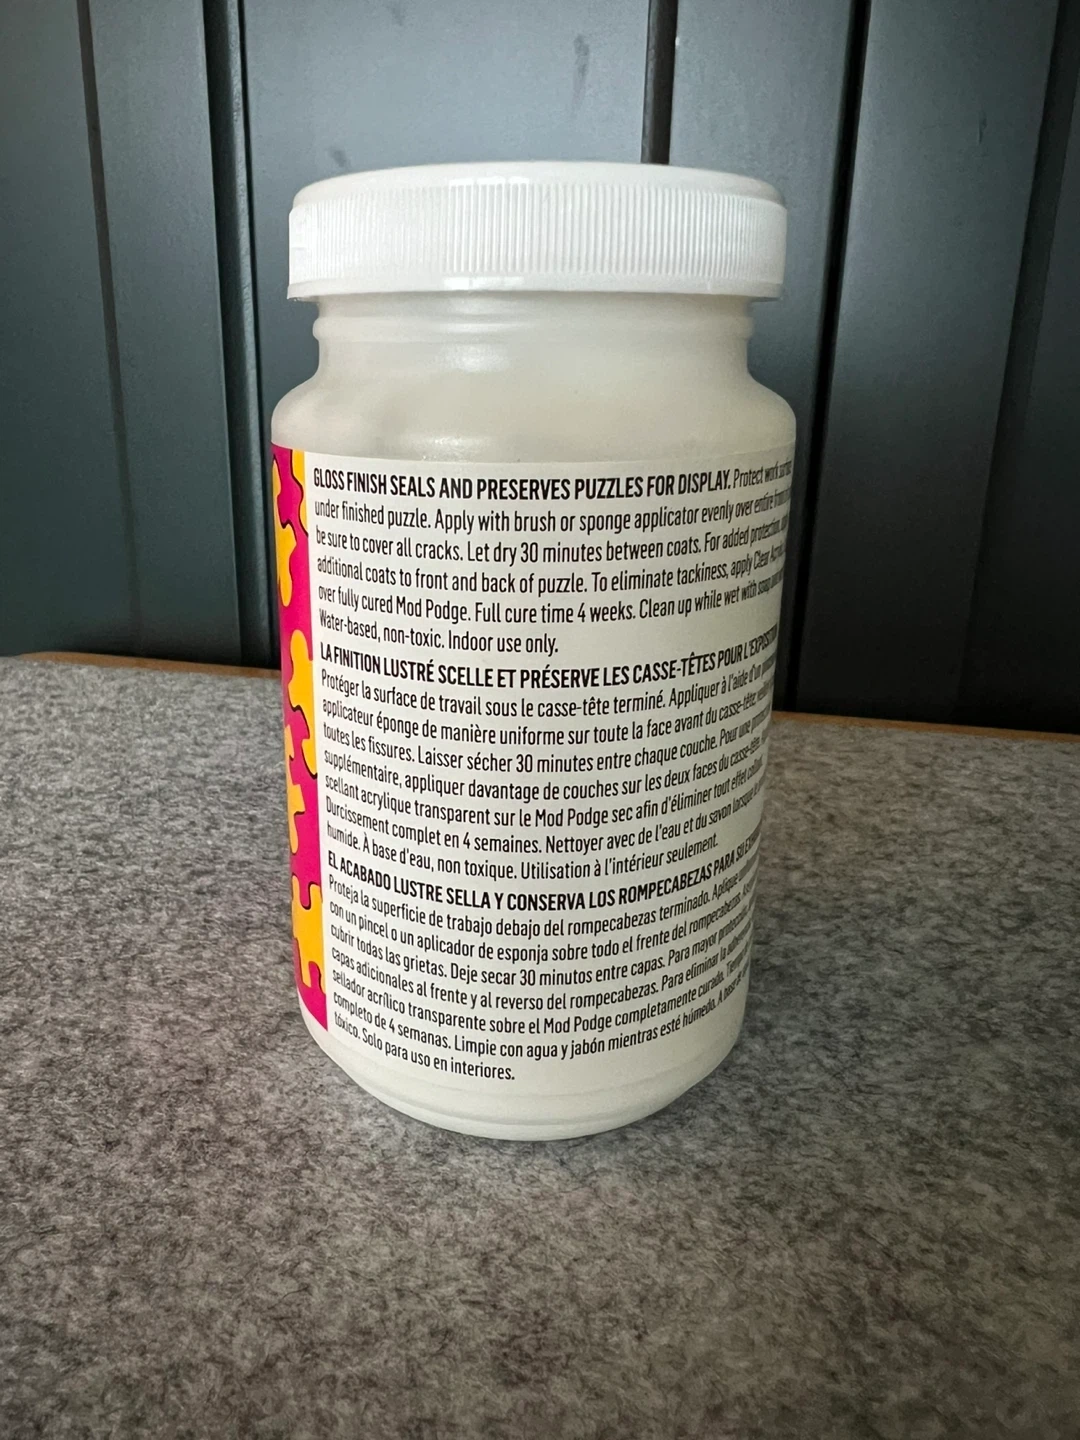 GLOSS FINISH SEALS AND PRESERVES PUZZLES FOR DISPLAY. Protect work
under finished puzzle. Apply with brush or sponge applicator evenly over entire
be sure to cover all cracks. Let dry 30 minutes between coats. For added protection,
additional coats to front and back of puzzle. To eliminate tackiness, apply Clear
over fully cured Mod Podge. Full cure time 4 weeks. Clean up while wet with soap
Water-based, non-toxic. Indoor use only.
LA FINITION LUSTRÉ SCELLE ET PRÉSERVE LES CASSE-TÊTES POUR L'EXPOSITION
Protéger la surface de travail sous le casse-tête terminé. Appliquer à l'aide d'un
applicateur éponge de manière uniforme sur toute la face avant du casse-tête,
toutes les fissures. Laisser sécher 30 minutes entre chaque couche. Pour une
supplémentaire, appliquer davantage de couches sur les deux faces du casse-tête.
scellant acrylique transparent sur le Mod Podge sec afin d'éliminer tout effet
Durcissement complet en 4 semaines. Nettoyer avec de l'eau et du savon lorsque
humide. À base d'eau, non toxique. Utilisation à l'intérieur seulement.
EL ACABADO LUSTRE SELLA Y CONSERVA LOS ROMPECABEZAS PARA SU
Proteja la superficie de trabajo debajo del rompecabezas terminado. Aplique
con un pincel o un aplicador de esponja sobre todo el frente del rompecabezas.
cubrir todas las grietas. Deje secar 30 minutos entre capas. Para mayor protección,
capas adicionales al frente y al reverso del rompecabezas. Para eliminar la
sellador acrílico transparente sobre el Mod Podge completamente curado. Tiempo
completo de 4 semanas. Limpie con agua y jabón mientras esté húmedo. A base
tóxico. Solo para uso en interiores.